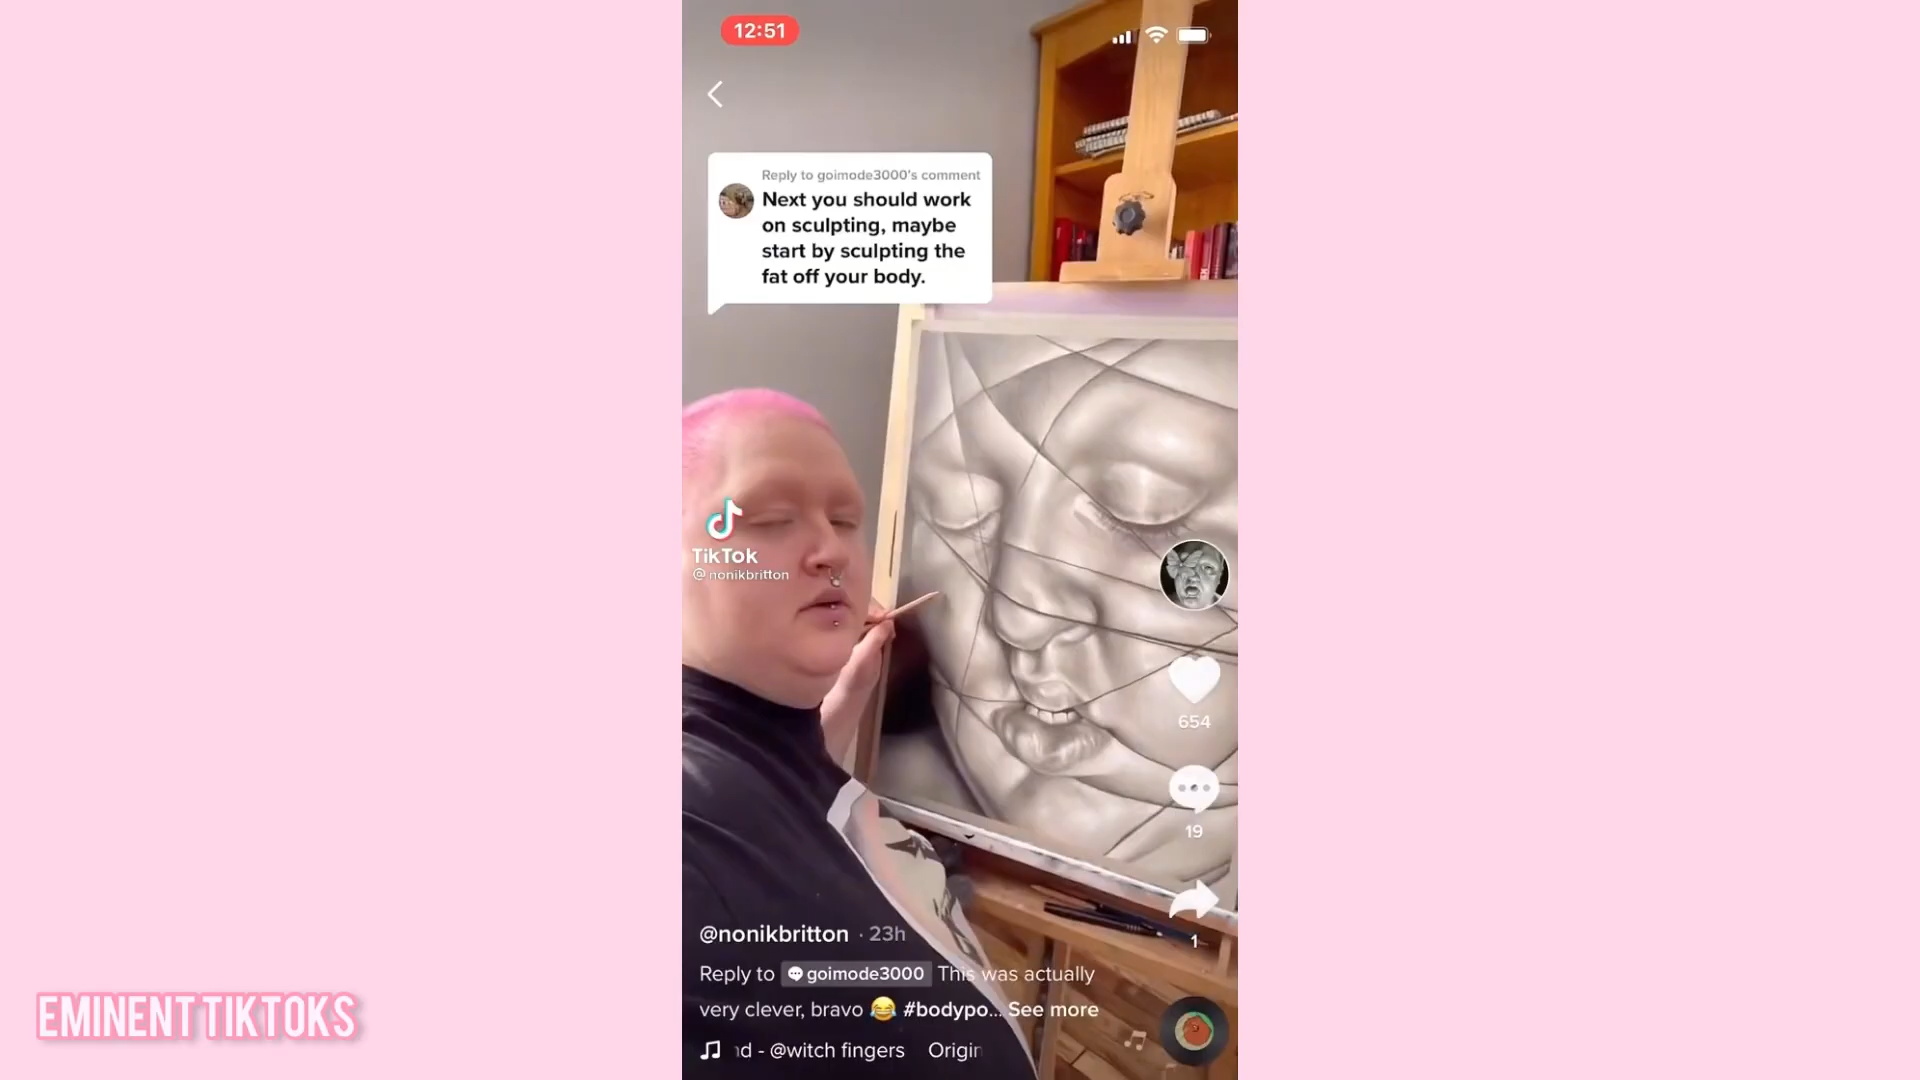 12:51
Reply to goimode3000's comment
Next you should work
on sculpting, maybe
start by sculpting the
fat off your body.
TikTok
@nonikbritton
654
19
1
@nonikbritton · 23h
Reply to goimode3000 This was actually
very clever, bravo 😂 #bodypo... See more
- @witch fingers Origin
EMINENT TIKTOKS